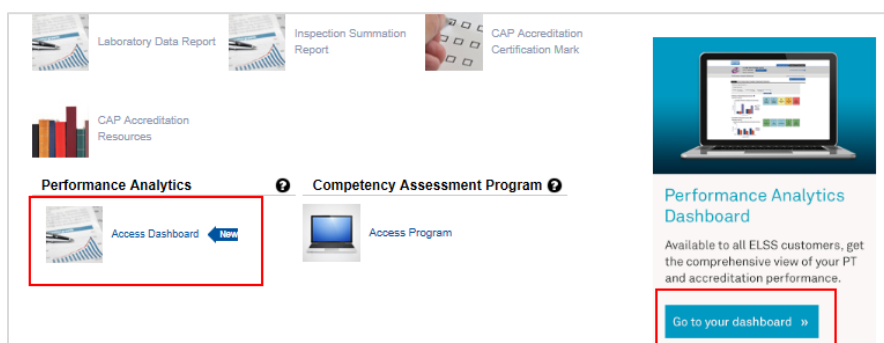 Laboratory Data Report
Inspection Summation
Report
CAP Accreditation
Certification Mark
CAP Accreditation
Resources
Performance Analytics
Access Dashboard
New
Competency Assessment Program
Access Program
Performance Analytics
Dashboard
Available to all ELSS customers, get
the comprehensive view of your PT
and accreditation performance.
Go to your dashboard »